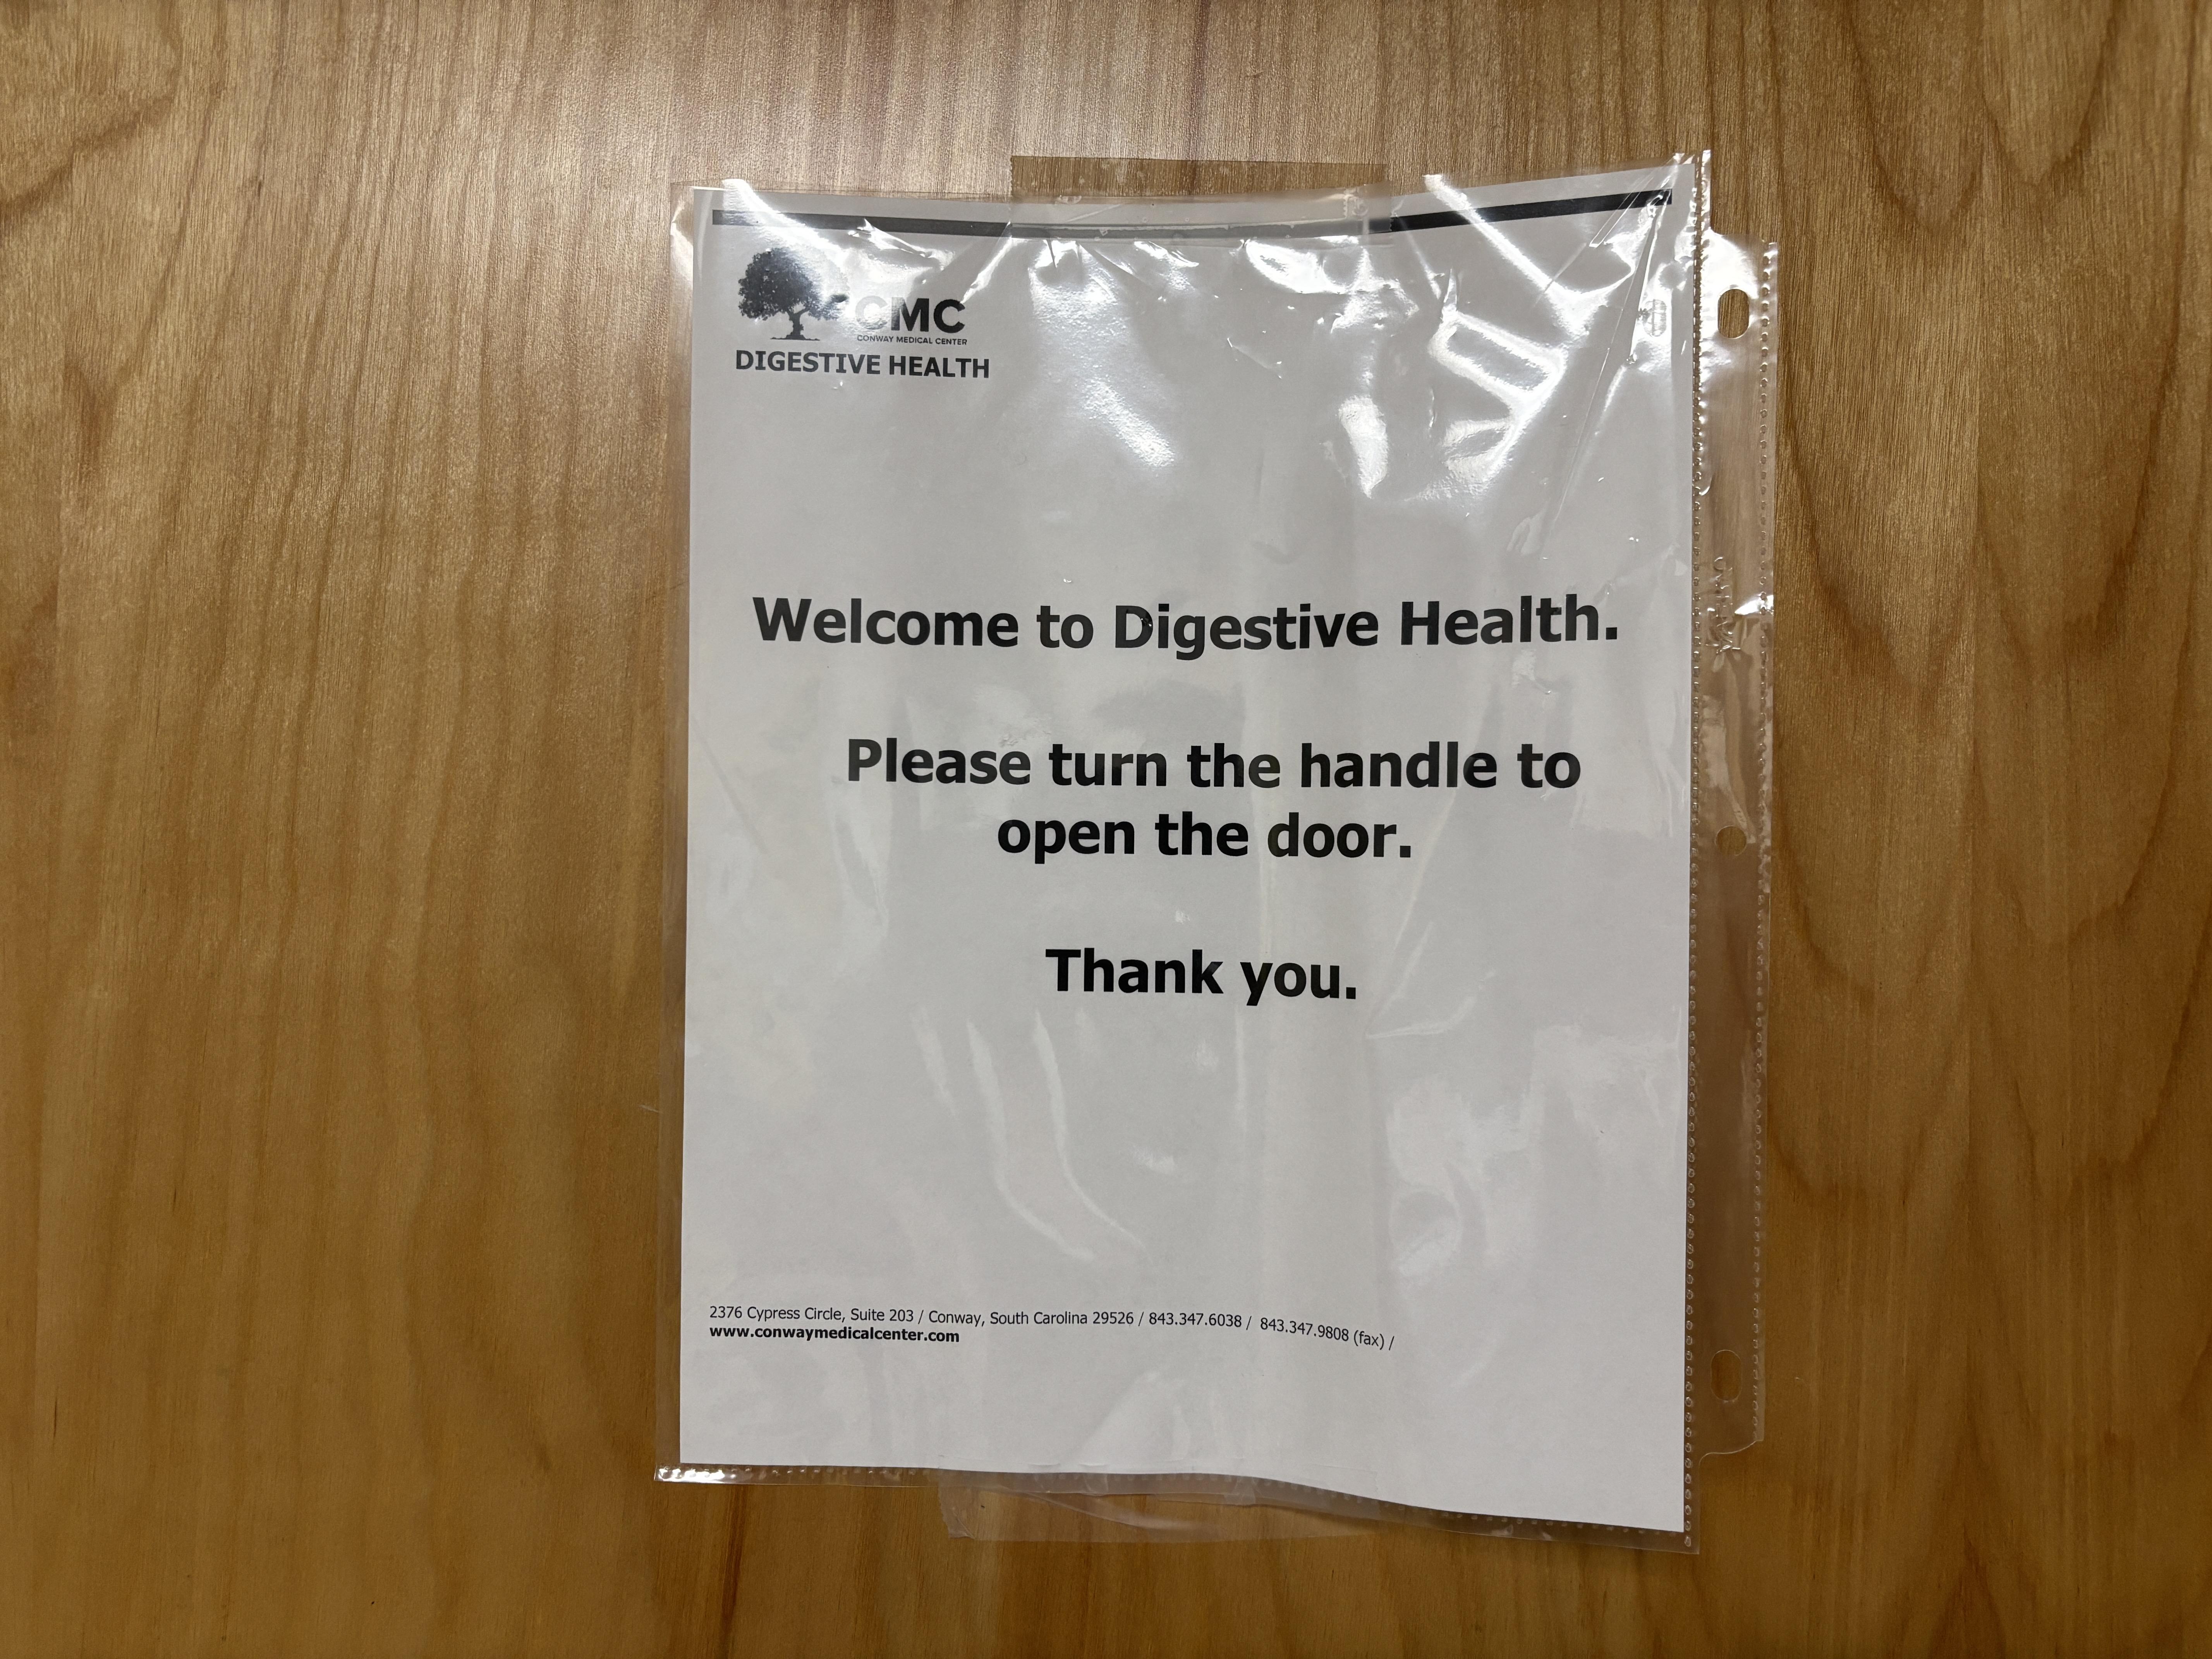 CMC
CONWAY MEDICAL CENTER
DIGESTIVE HEALTH
Welcome to Digestive Health.
Please turn the handle to
open the door.
Thank you.
2376 Cypress Circle, Suite 203 / Conway, South Carolina 29526 / 843.347.6038 / 843.347.9808 (fax) /
www.conwaymedicalcenter.com